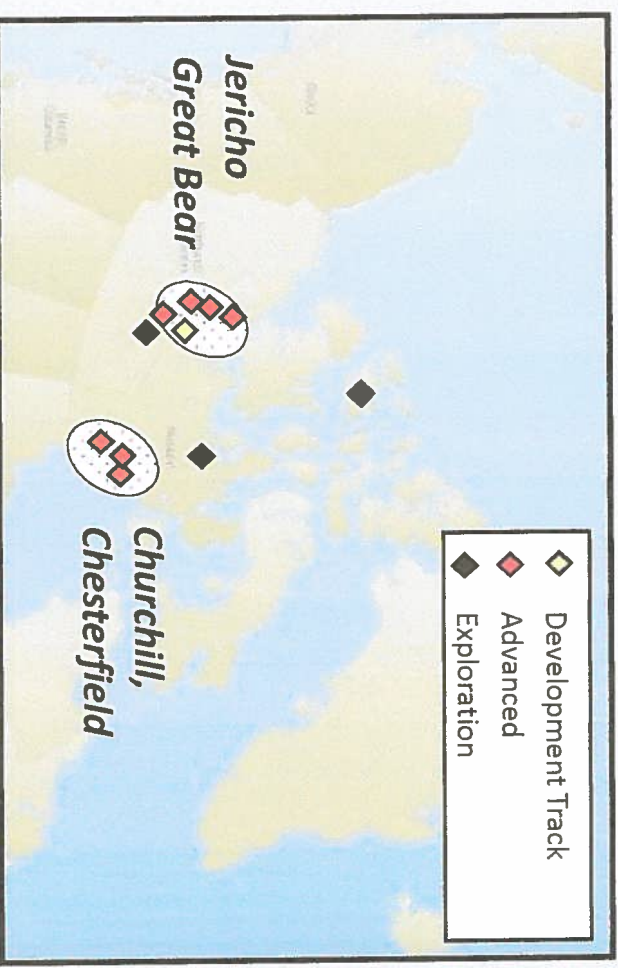 Development Track
Advanced
Exploration
Jericho
Great Bear
Churchill,
Chesterfield